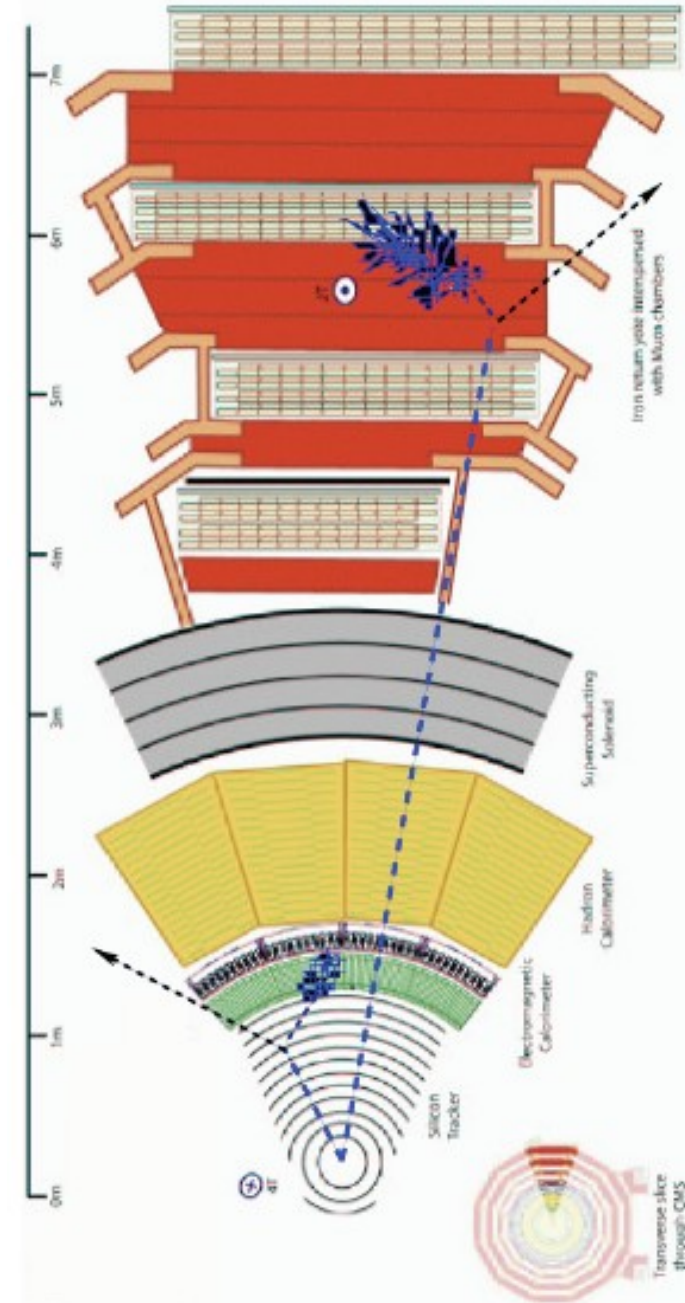 0m
1m
2m
3m
4m
5m
6m
7m
4T
2T
Silicon
Tracker
Electromagnetic
Calorimeter
Hadron
Calorimeter
Superconducting
Solenoid
Iron return yoke interspersed
with Muon chambers
Transverse slice
through CMS